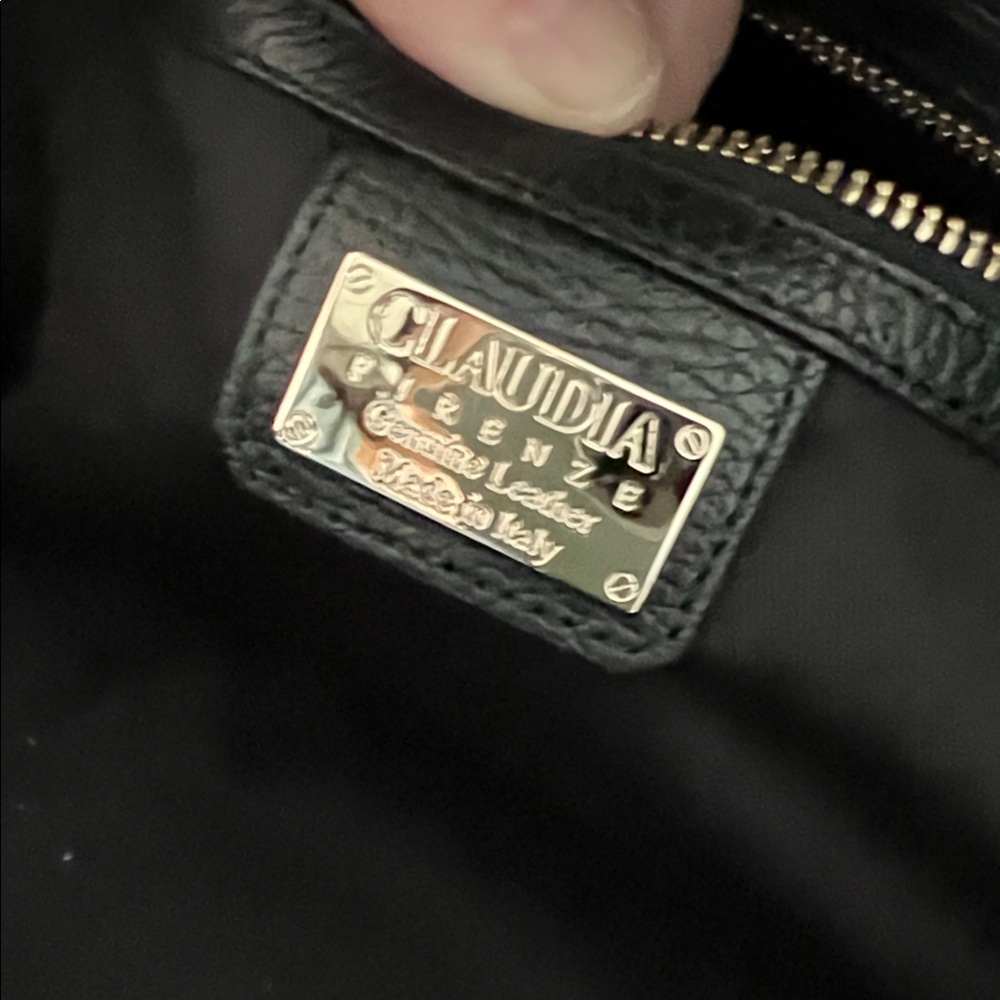 CLAUDIA
FIRENZE
Genuine Leather
Made in Italy